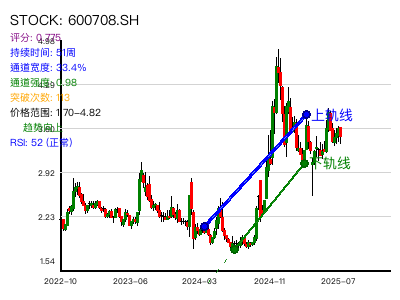 STOCK: 600708.SH
评分: 0.775
持续时间: 51周
通道宽度: 33.4%
通道强度: 0.98
突破次数:
价格范围: 1.70-4.82
趋势向上
RSI: 52 (正常)
上轨线
下轨线
2.92
2.23
1.54
2022-10
2023-06
2024-03
2024-11
2025-07